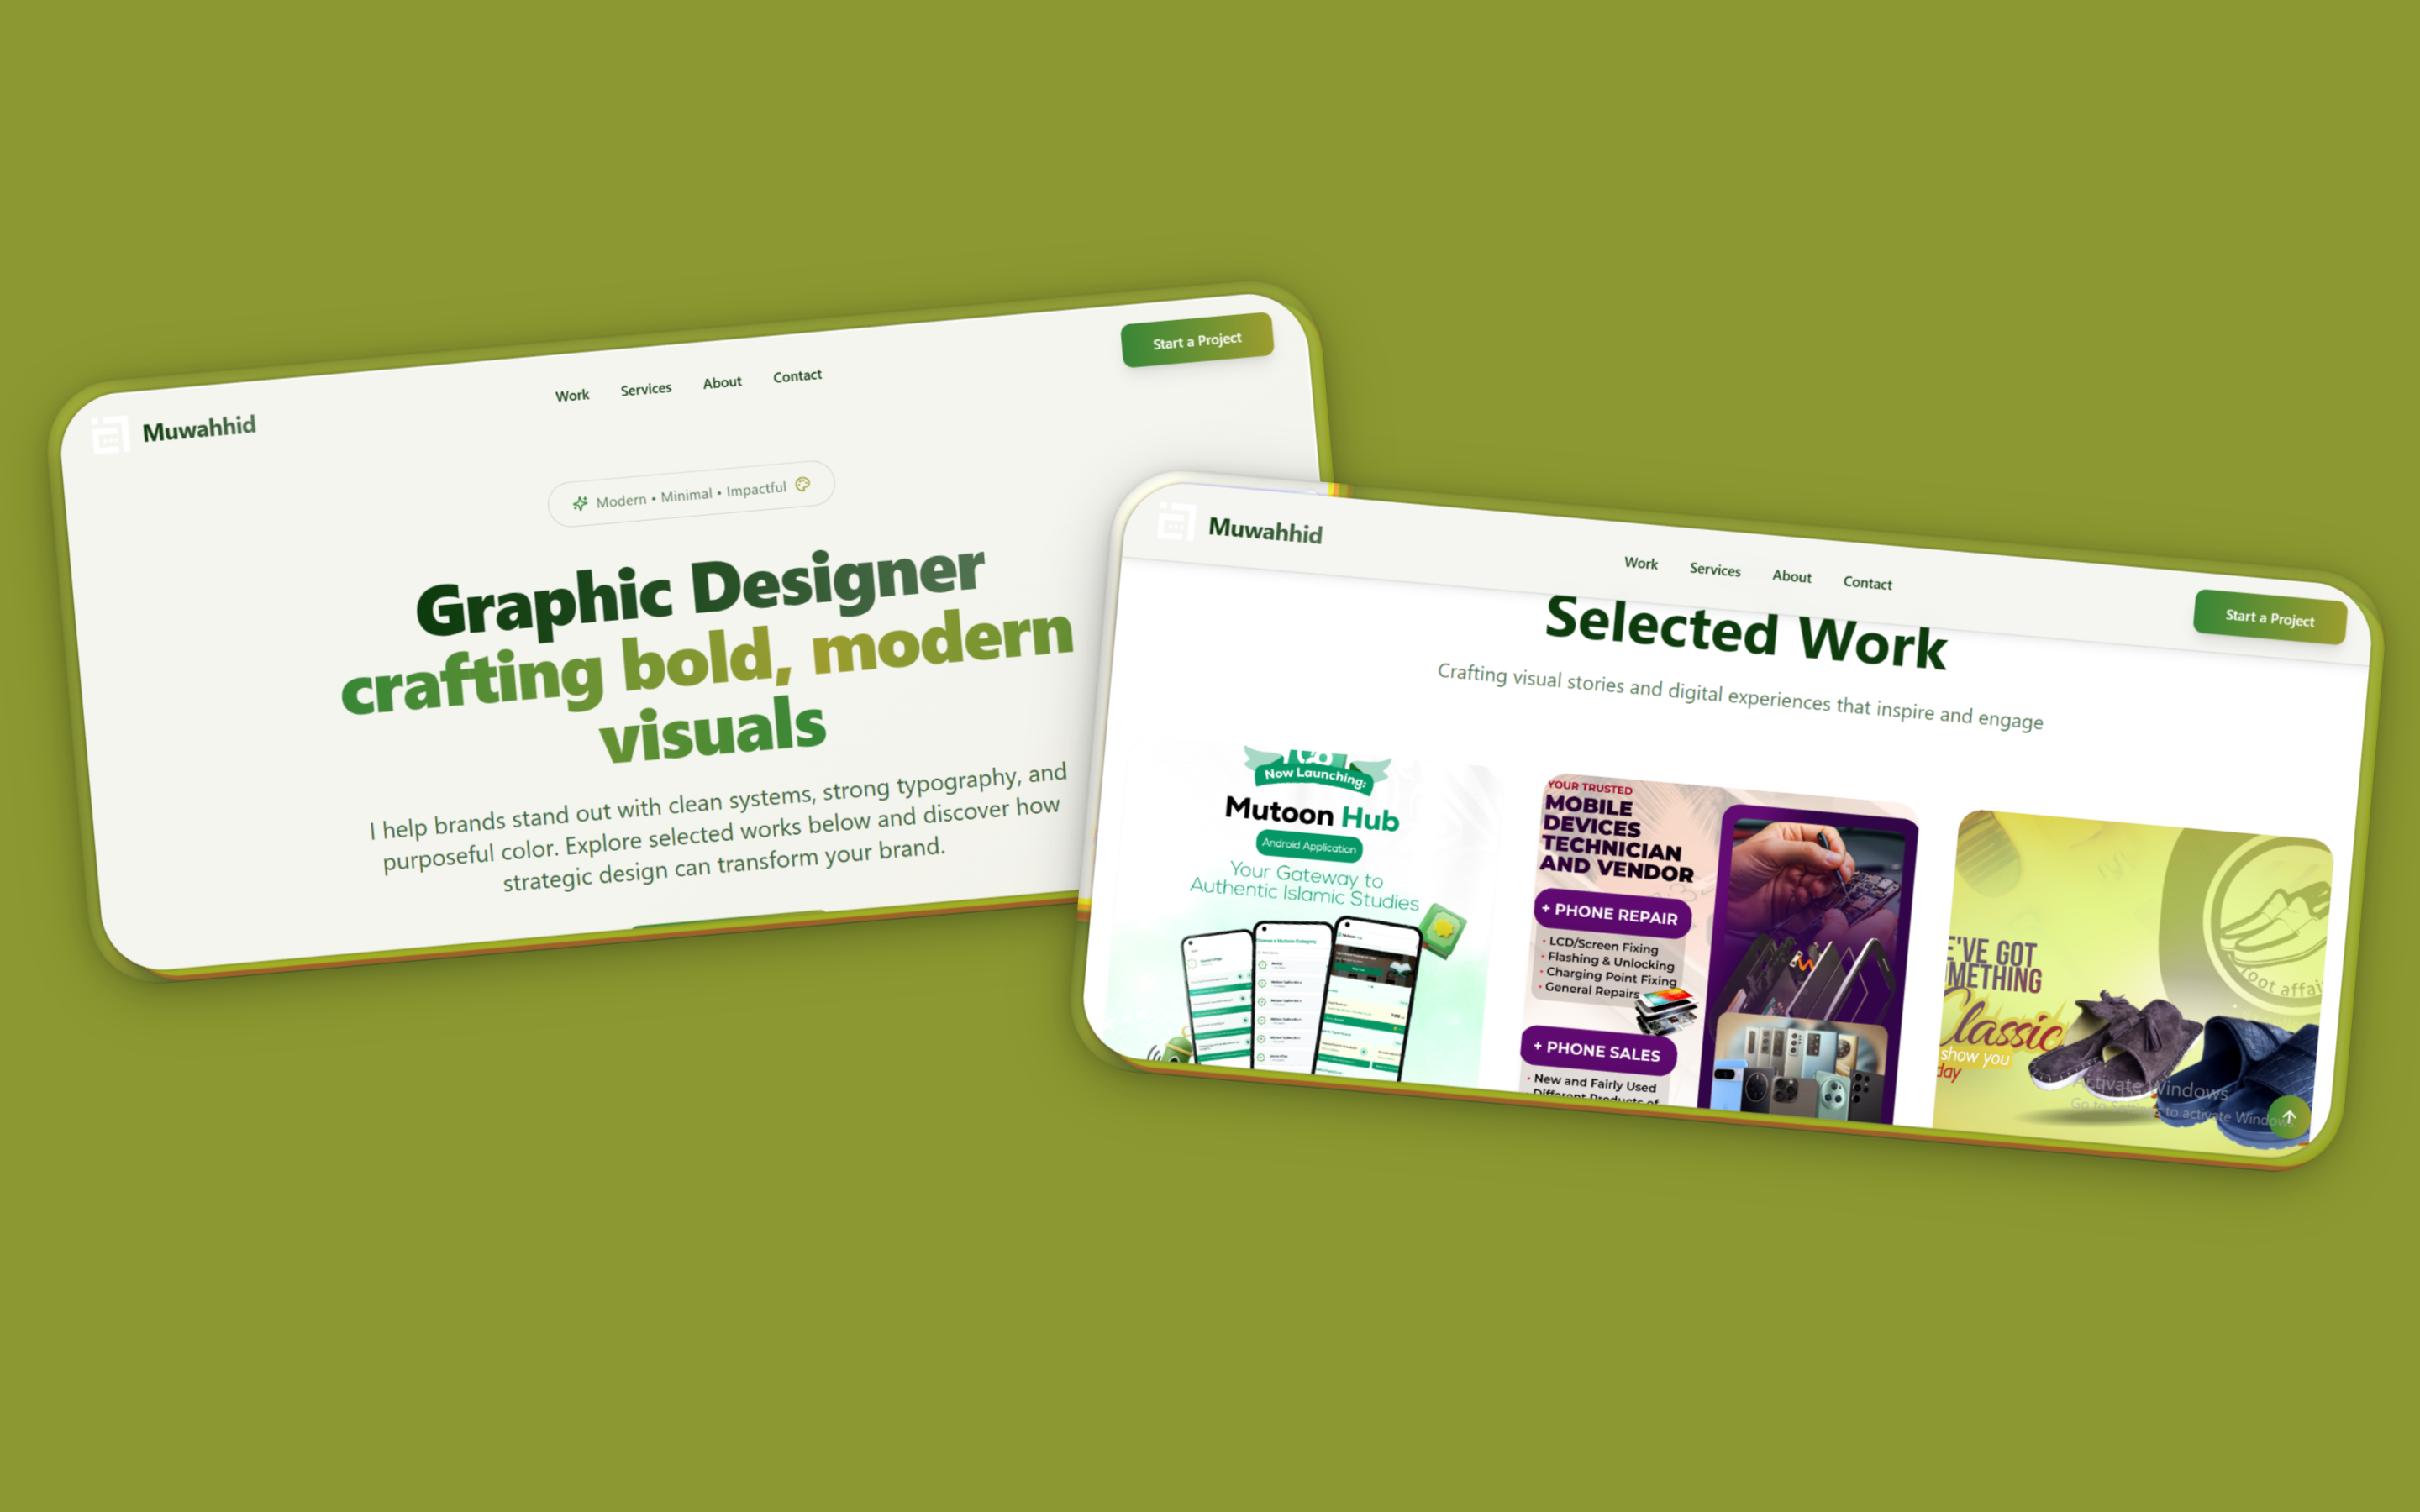 Muwahhid
Work
Services
About
Contact
Start a Project
Modern • Minimal • Impactful
Graphic Designer
crafting bold, modern
visuals
I help brands stand out with clean systems, strong typography, and
purposeful color. Explore selected works below and discover how
strategic design can transform your brand.
Muwahhid
Work
Services
About
Contact
Start a Project
Selected Work
Crafting visual stories and digital experiences that inspire and engage
Now Launching:
Mutoon Hub
Android Application
Your Gateway to
Authentic Islamic Studies
YOUR TRUSTED
MOBILE
DEVICES
TECHNICIAN
AND VENDOR
+ PHONE REPAIR
• LCD/Screen Fixing
• Flashing & Unlocking
• Charging Point Fixing
• General Repairs
+ PHONE SALES
• New and Fairly Used
Different Products of
E'VE GOT
METHING
Classic
show you
day
oot affai
Activate Windows
Go to Settings to activate Windows